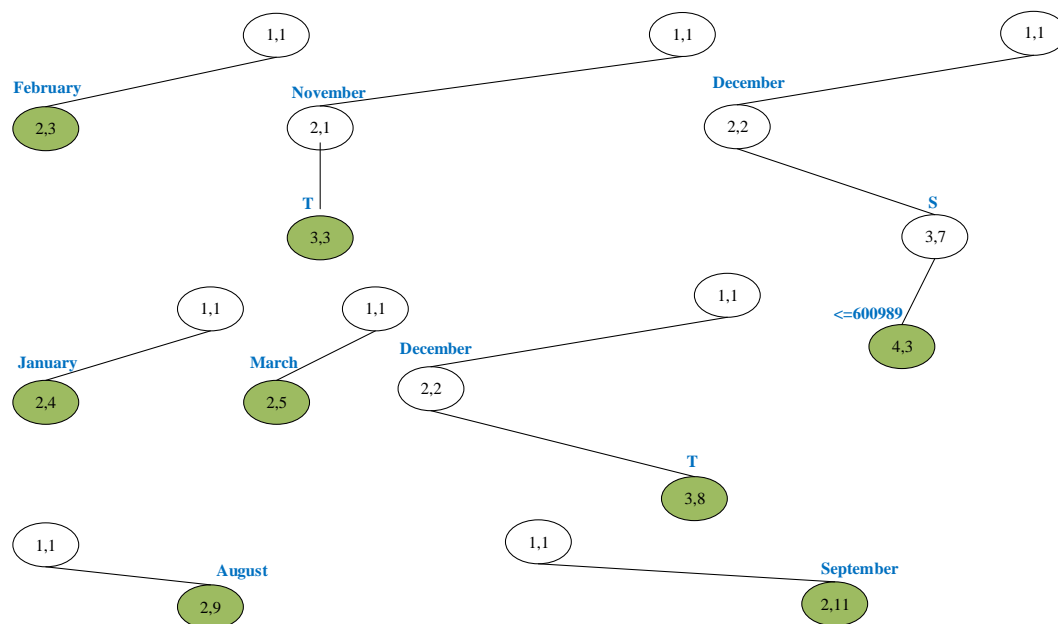 1,1
1,1
1,1
February
2,3
November
2,1
December
2,2
T
3,3
S
3,7
1,1
1,1
1,1
<=600989
4,3
January
2,4
March
2,5
December
2,2
T
3,8
1,1
August
2,9
1,1
September
2,11